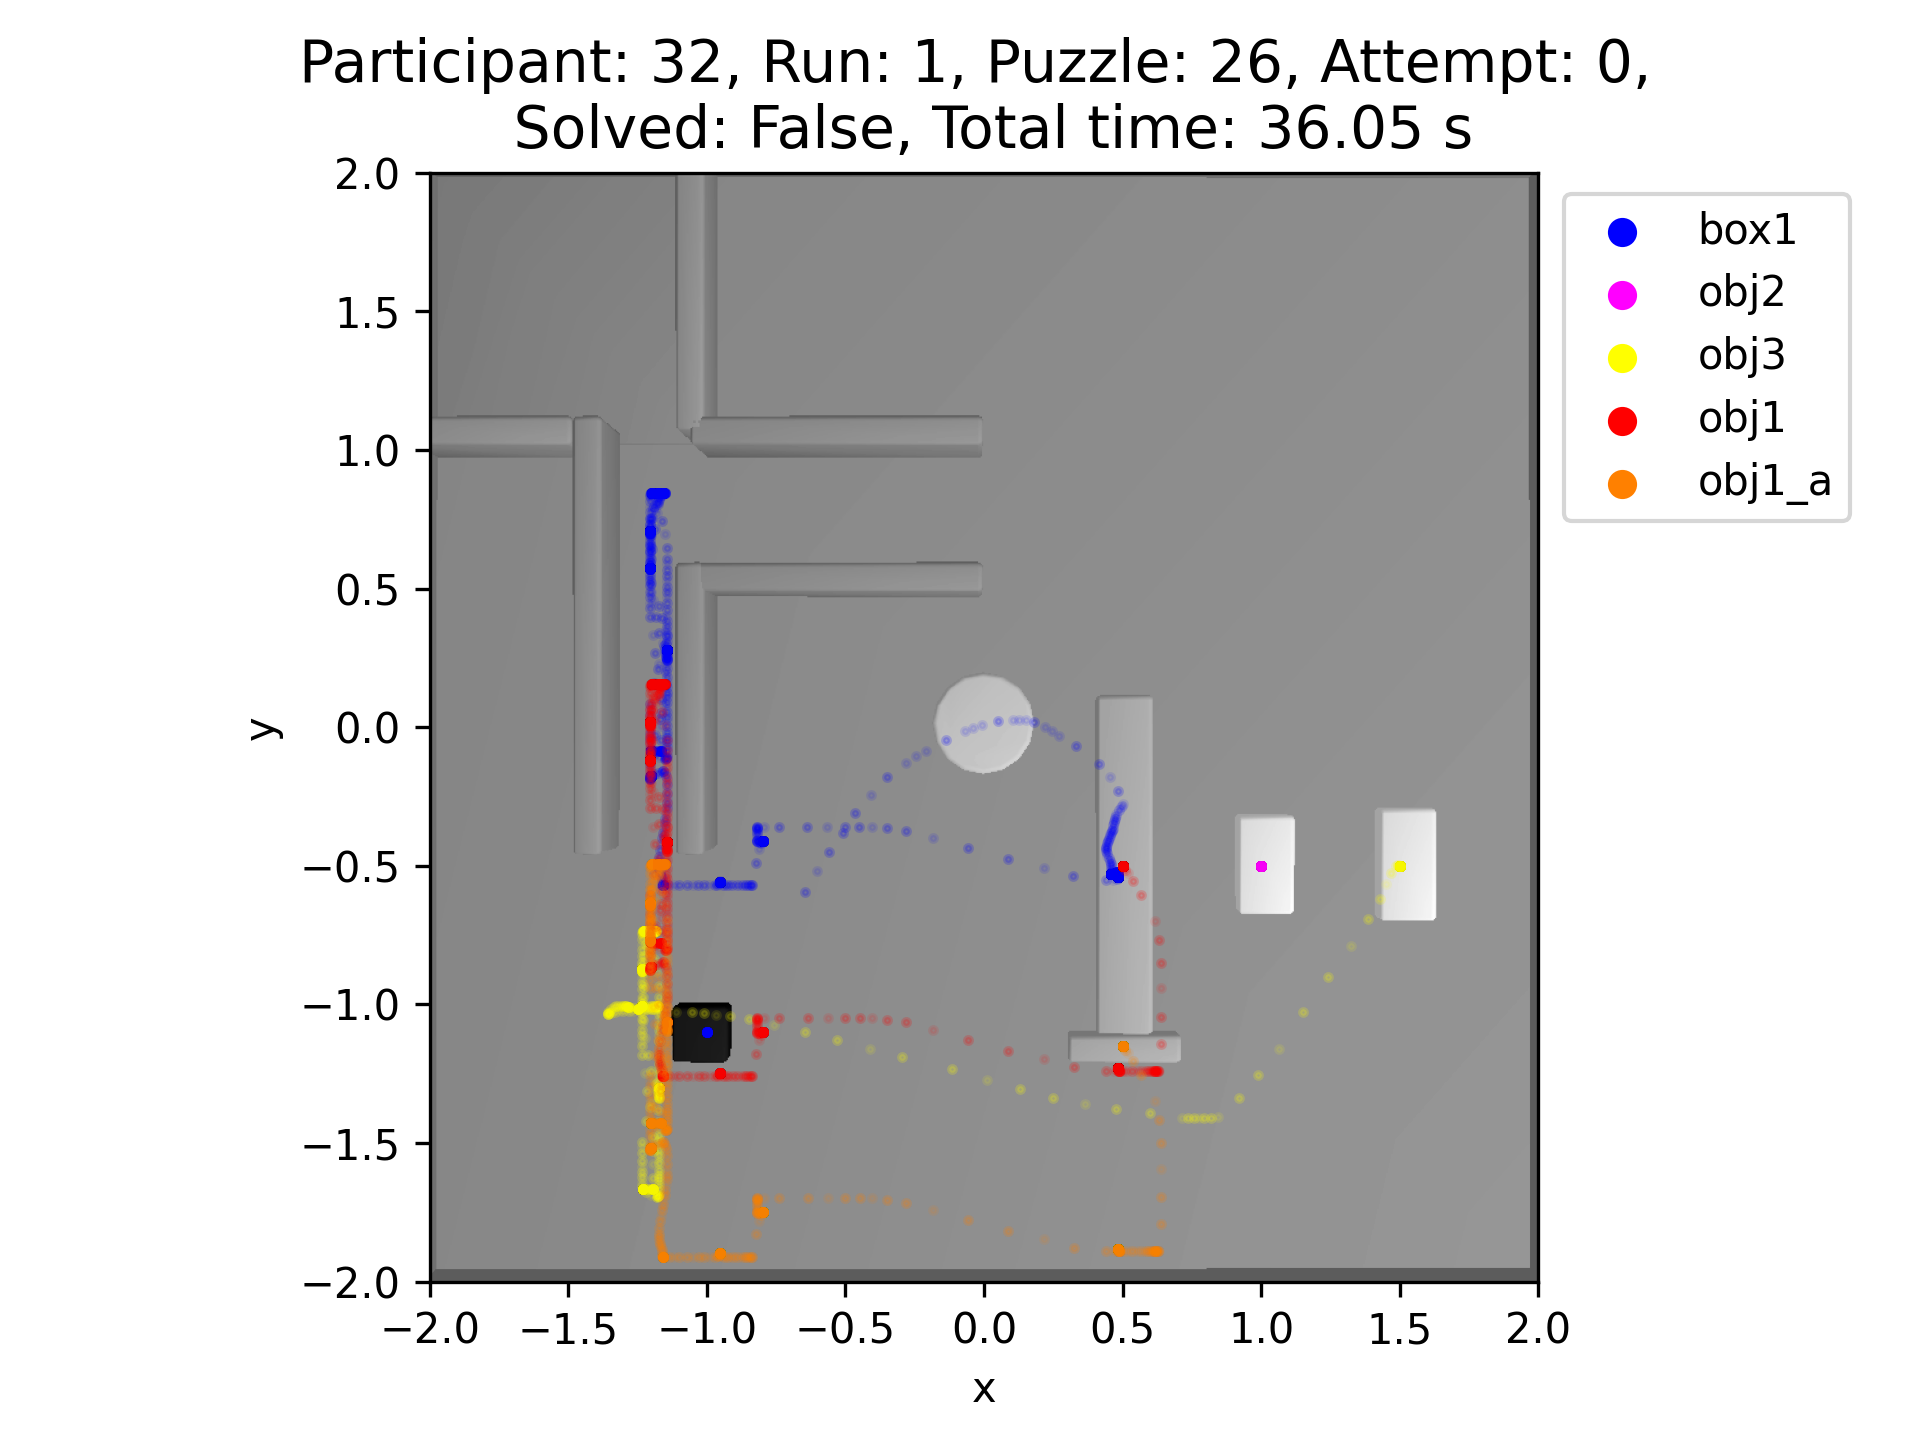 Participant: 32, Run: 1, Puzzle: 26, Attempt: 0,
Solved: False, Total time: 36.05 s
2.0
1.5
1.0
0.5
0.0
−0.5
−1.0
−1.5
−2.0
y
−2.0 −1.5 −1.0 −0.5 0.0 0.5 1.0 1.5 2.0
x
box1
obj2
obj3
obj1
obj1_a